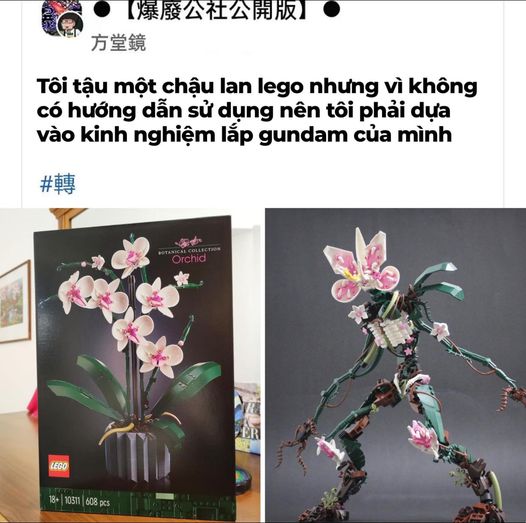 ●【爆廢公社公開版】●
方堂鏡
Tôi tậu một chậu lan lego nhưng vì không
có hướng dẫn sử dụng nên tôi phải dựa
vào kinh nghiệm lắp gundam của mình
#轉
BOTANICAL COLLECTION
Orchid
LEGO
18+ 10311 608 pcs